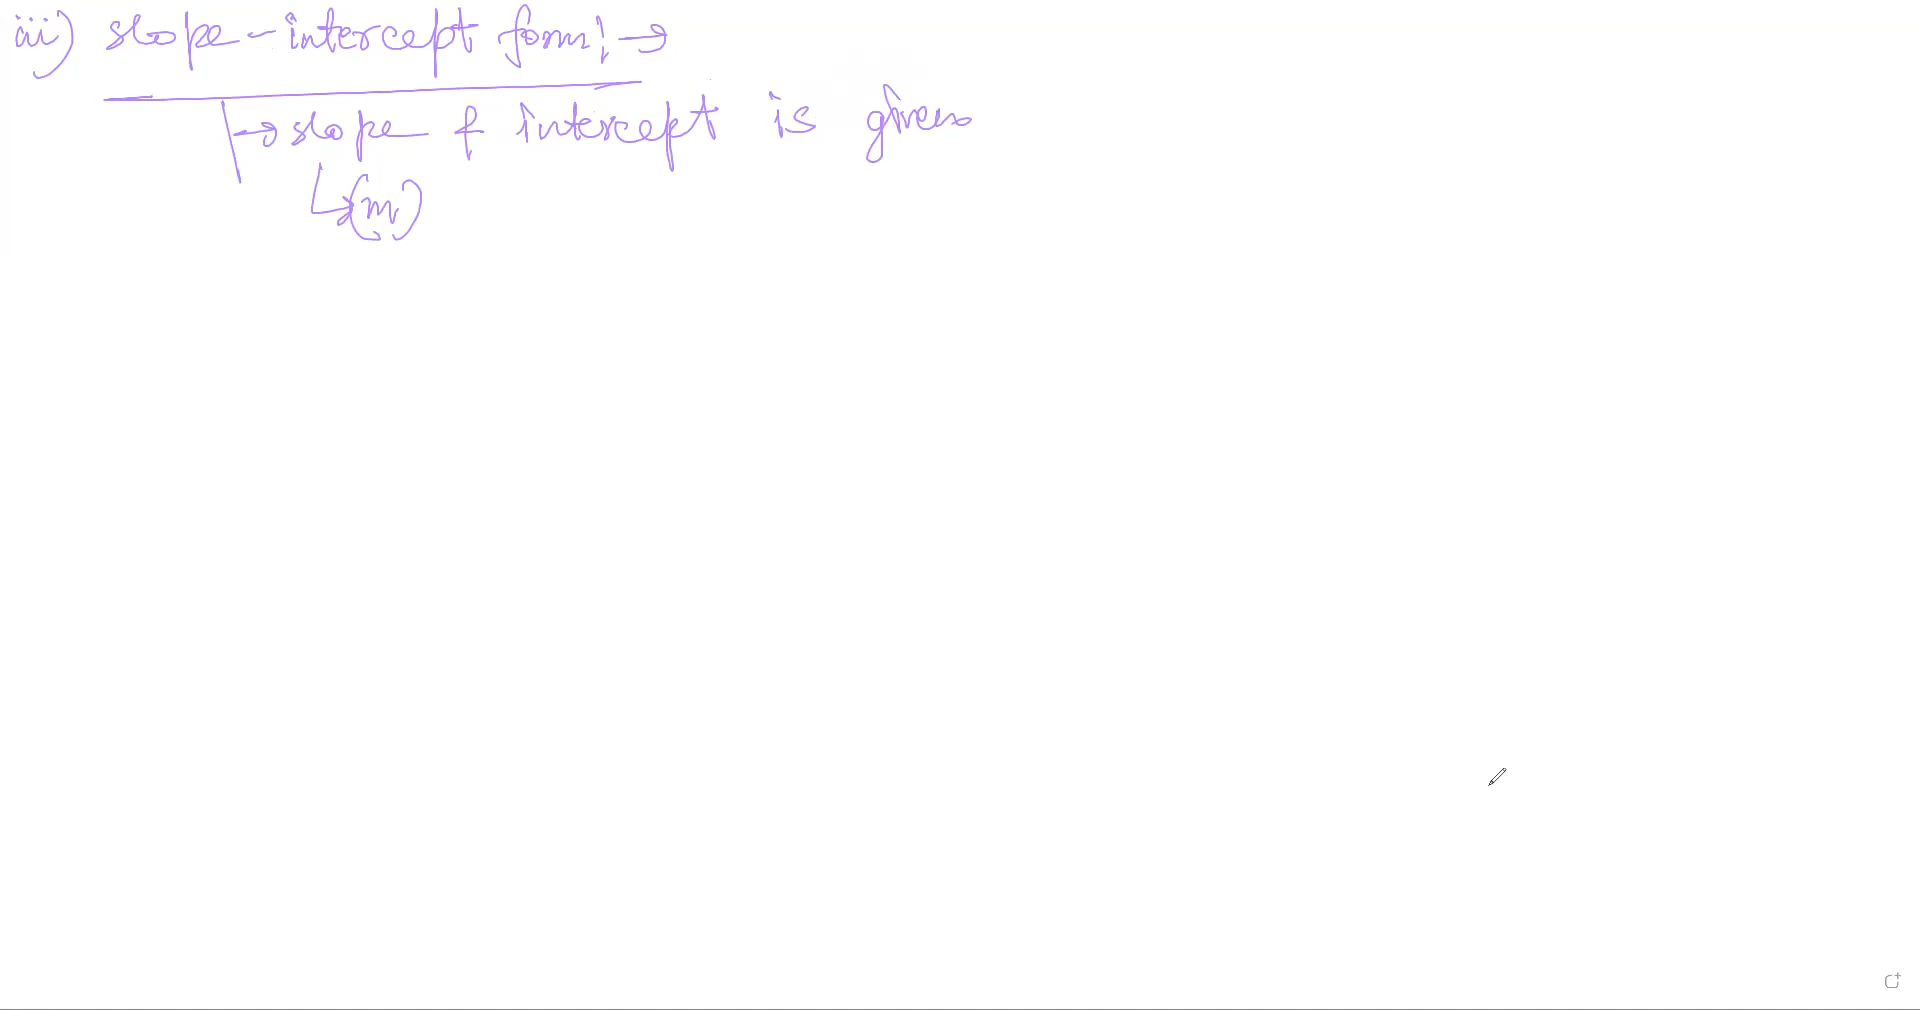 iii) slope-intercept form: →
→ slope & intercept is given
↳ (m)